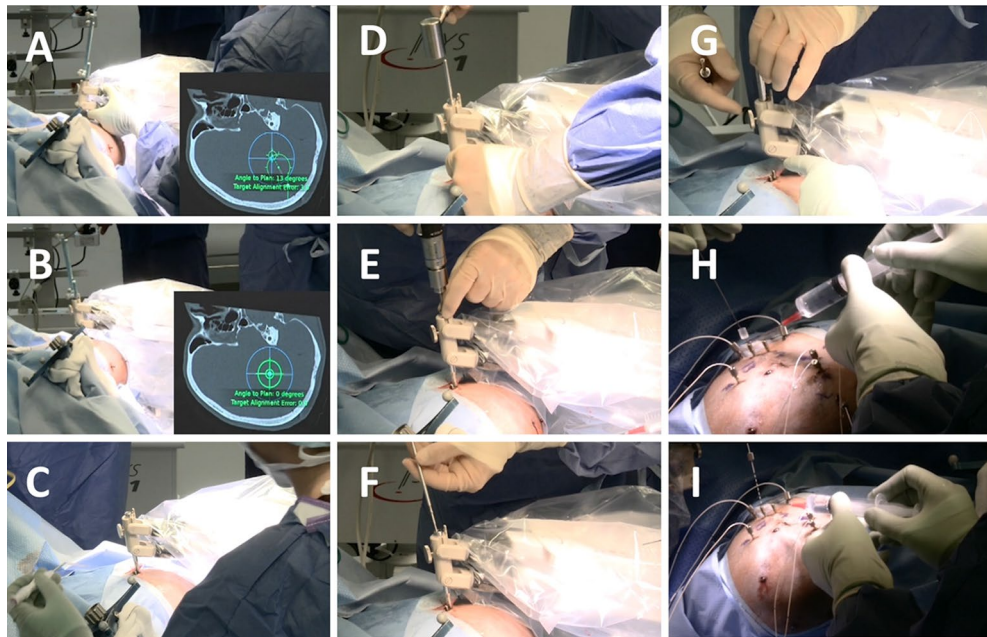 A
Angle to Plan: 13 degrees
Target Alignment Error:
D
G
B
Angle to Plan: 0 degrees
Target Alignment Error:
E
H
C
F
I